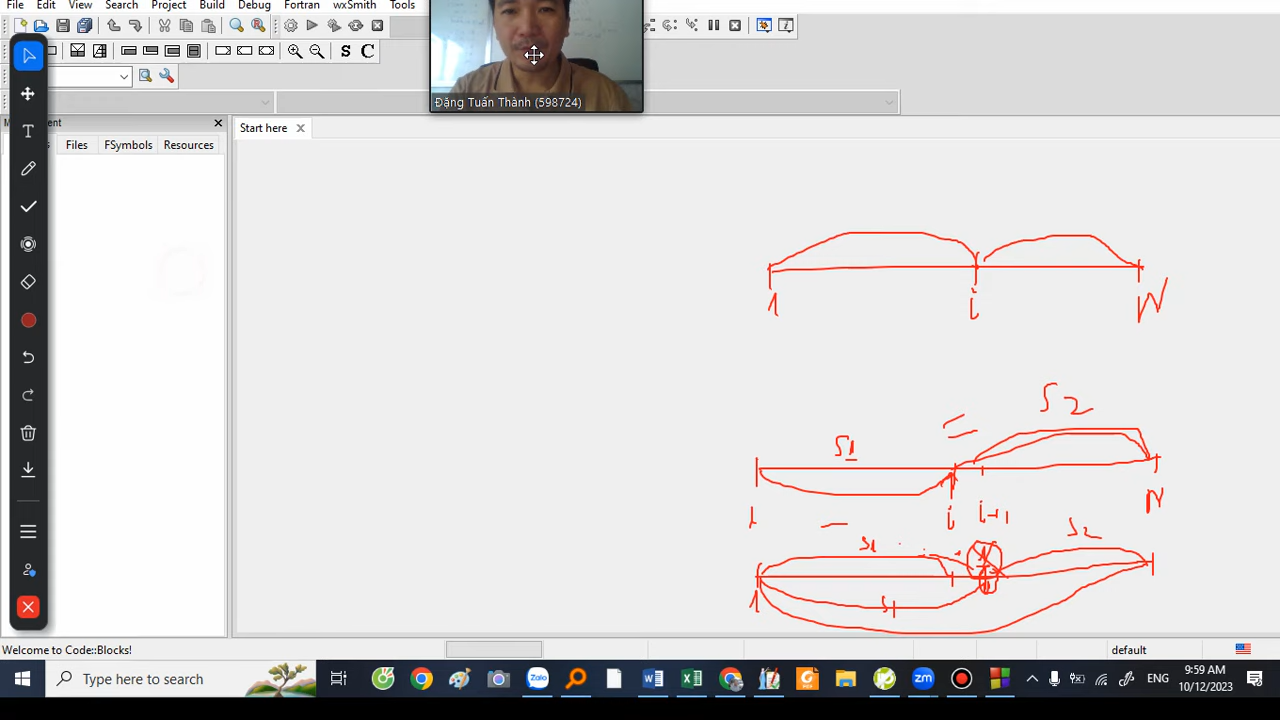 File Edit View Search Project Build Debug Fortran wxSmith Tools
S C
Đặng Tuấn Thành (598724)
Start here
Files FSymbols Resources
T
1 i N
S2
=
S1
1 i i+1 N
S1 S2
1 S1
Welcome to Code::Blocks!
default
Type here to search
zm
ENG
9:59 AM
10/12/2023